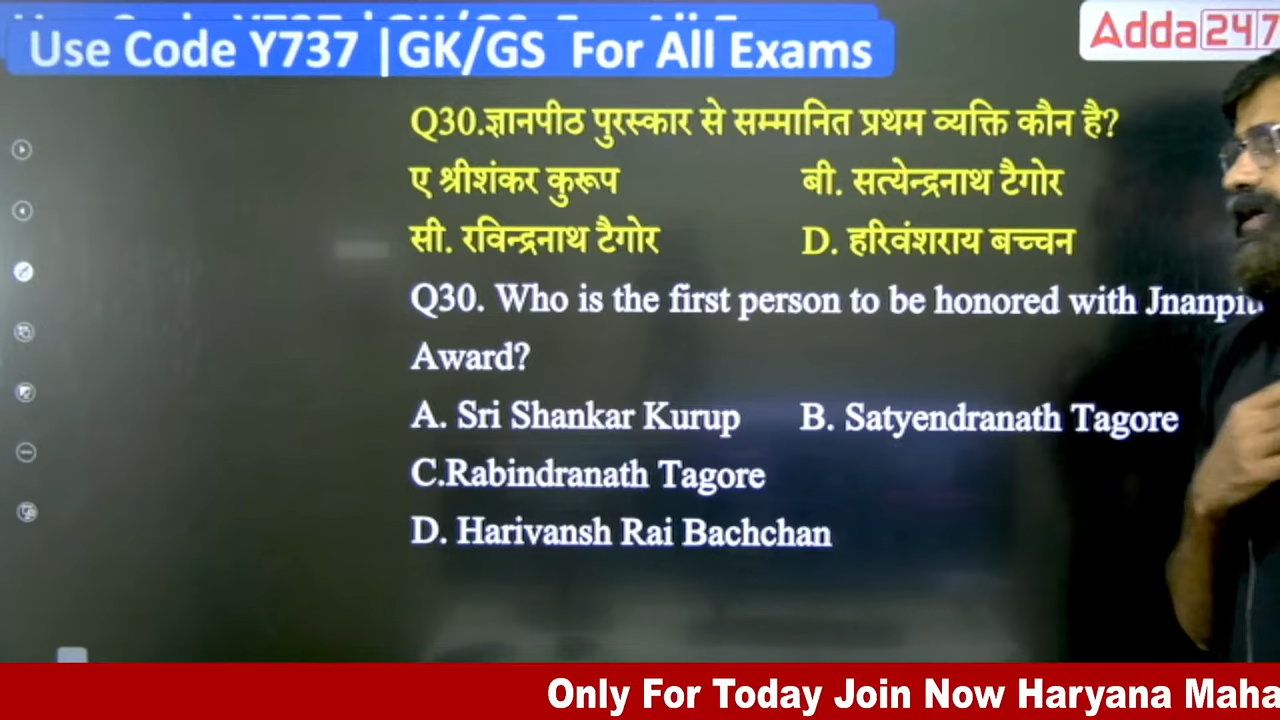 Use Code Y737 | GK/GS For All Exams
Adda247
Q30.ज्ञानपीठ पुरस्कार से सम्मानित प्रथम व्यक्ति कौन है?
ए श्रीशंकर कुरूप बी. सत्येन्द्रनाथ टैगोर
सी. रविन्द्रनाथ टैगोर D. हरिवंशराय बच्चन
Q30. Who is the first person to be honored with
Award?
A. Sri Shankar Kurup B. Satyendranath Tagore
C.Rabindranath Tagore
D. Harivansh Rai Bachchan
Only For Today Join Now Haryana Maha